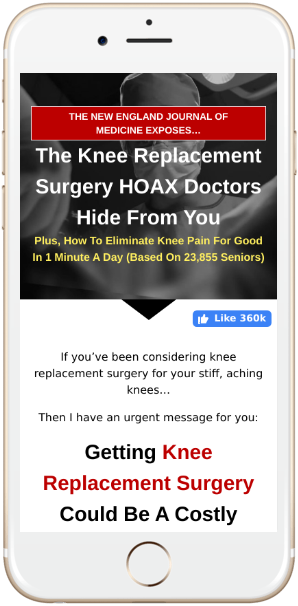 THE NEW ENGLAND JOURNAL OF
MEDICINE EXPOSES...
The Knee Replacement
Surgery HOAX Doctors
Hide From You
Plus, How To Eliminate Knee Pain For Good
In 1 Minute A Day (Based On 23,855 Seniors)
Like 360k
If you’ve been considering knee
replacement surgery for your stiff, aching
knees...
Then I have an urgent message for you:
Getting Knee
Replacement Surgery
Could Be A Costly